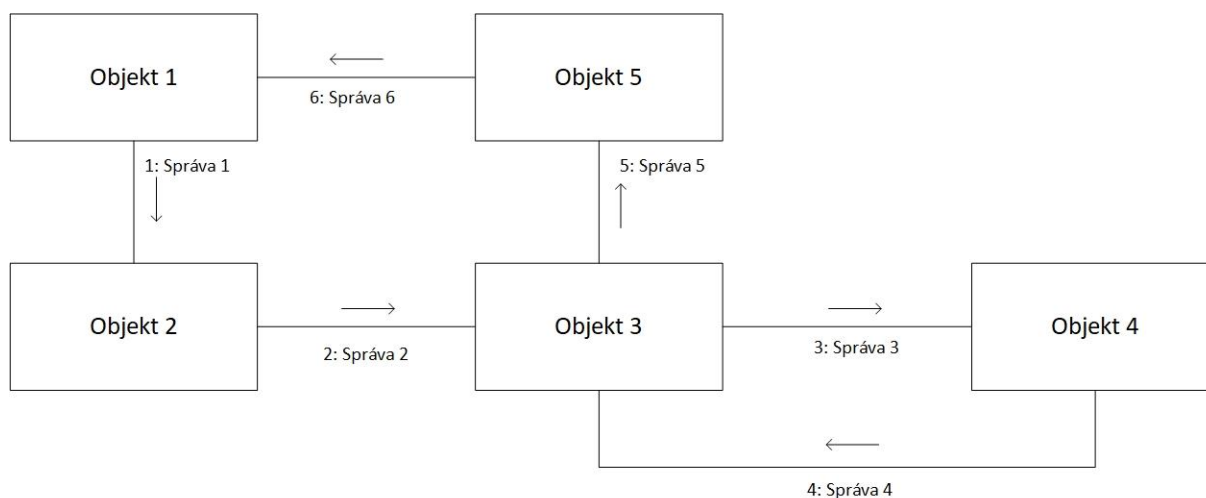 Objekt 1
Objekt 5
6: Správa 6
1: Správa 1
5: Správa 5
Objekt 2
Objekt 3
Objekt 4
2: Správa 2
3: Správa 3
4: Správa 4